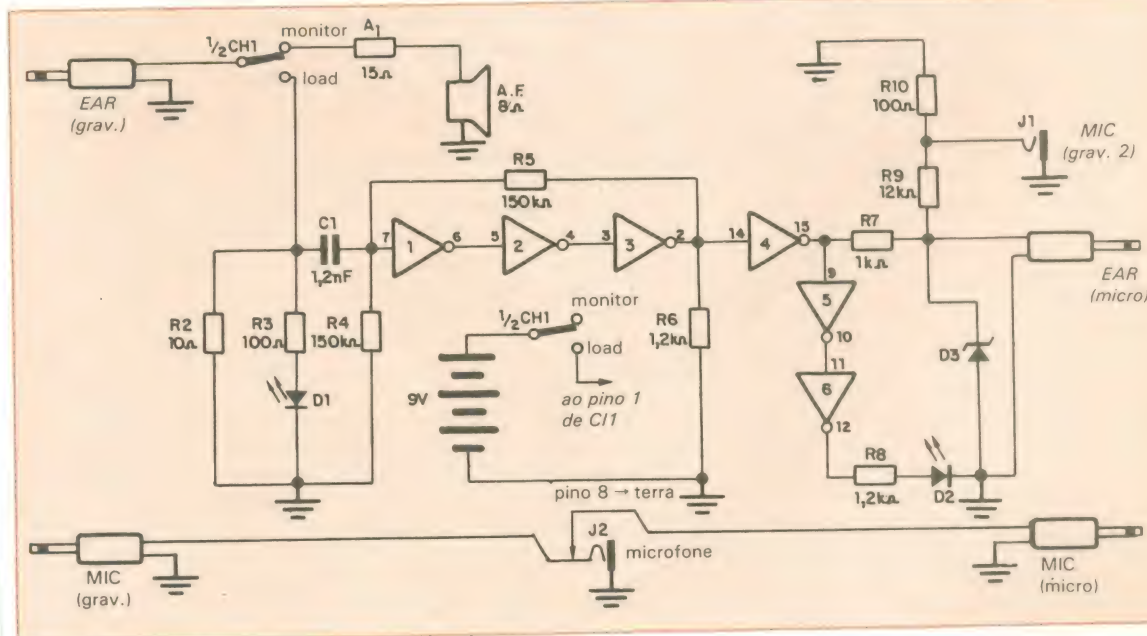 monitor
½CH1
A1
15Ω
load
EAR
(grav.)
A.F.
8Ω
R10
100Ω
J1
MIC
(grav. 2)
R9
12kΩ
R5
150kΩ
C1
1,2nF
7
1
6
5
2
4
3
3
2
14
4
15
R7
1kΩ
EAR
(micro)
9
5
10
11
6
12
D3
R2
10Ω
R3
100Ω
R4
150kΩ
D1
monitor
½CH1
load
9V
ao pino 1
de CI1
R6
1,2kΩ
R8
1,2kΩ
D2
pino 8 → terra
J2
microfone
MIC
(grav.)
MIC
(micro)